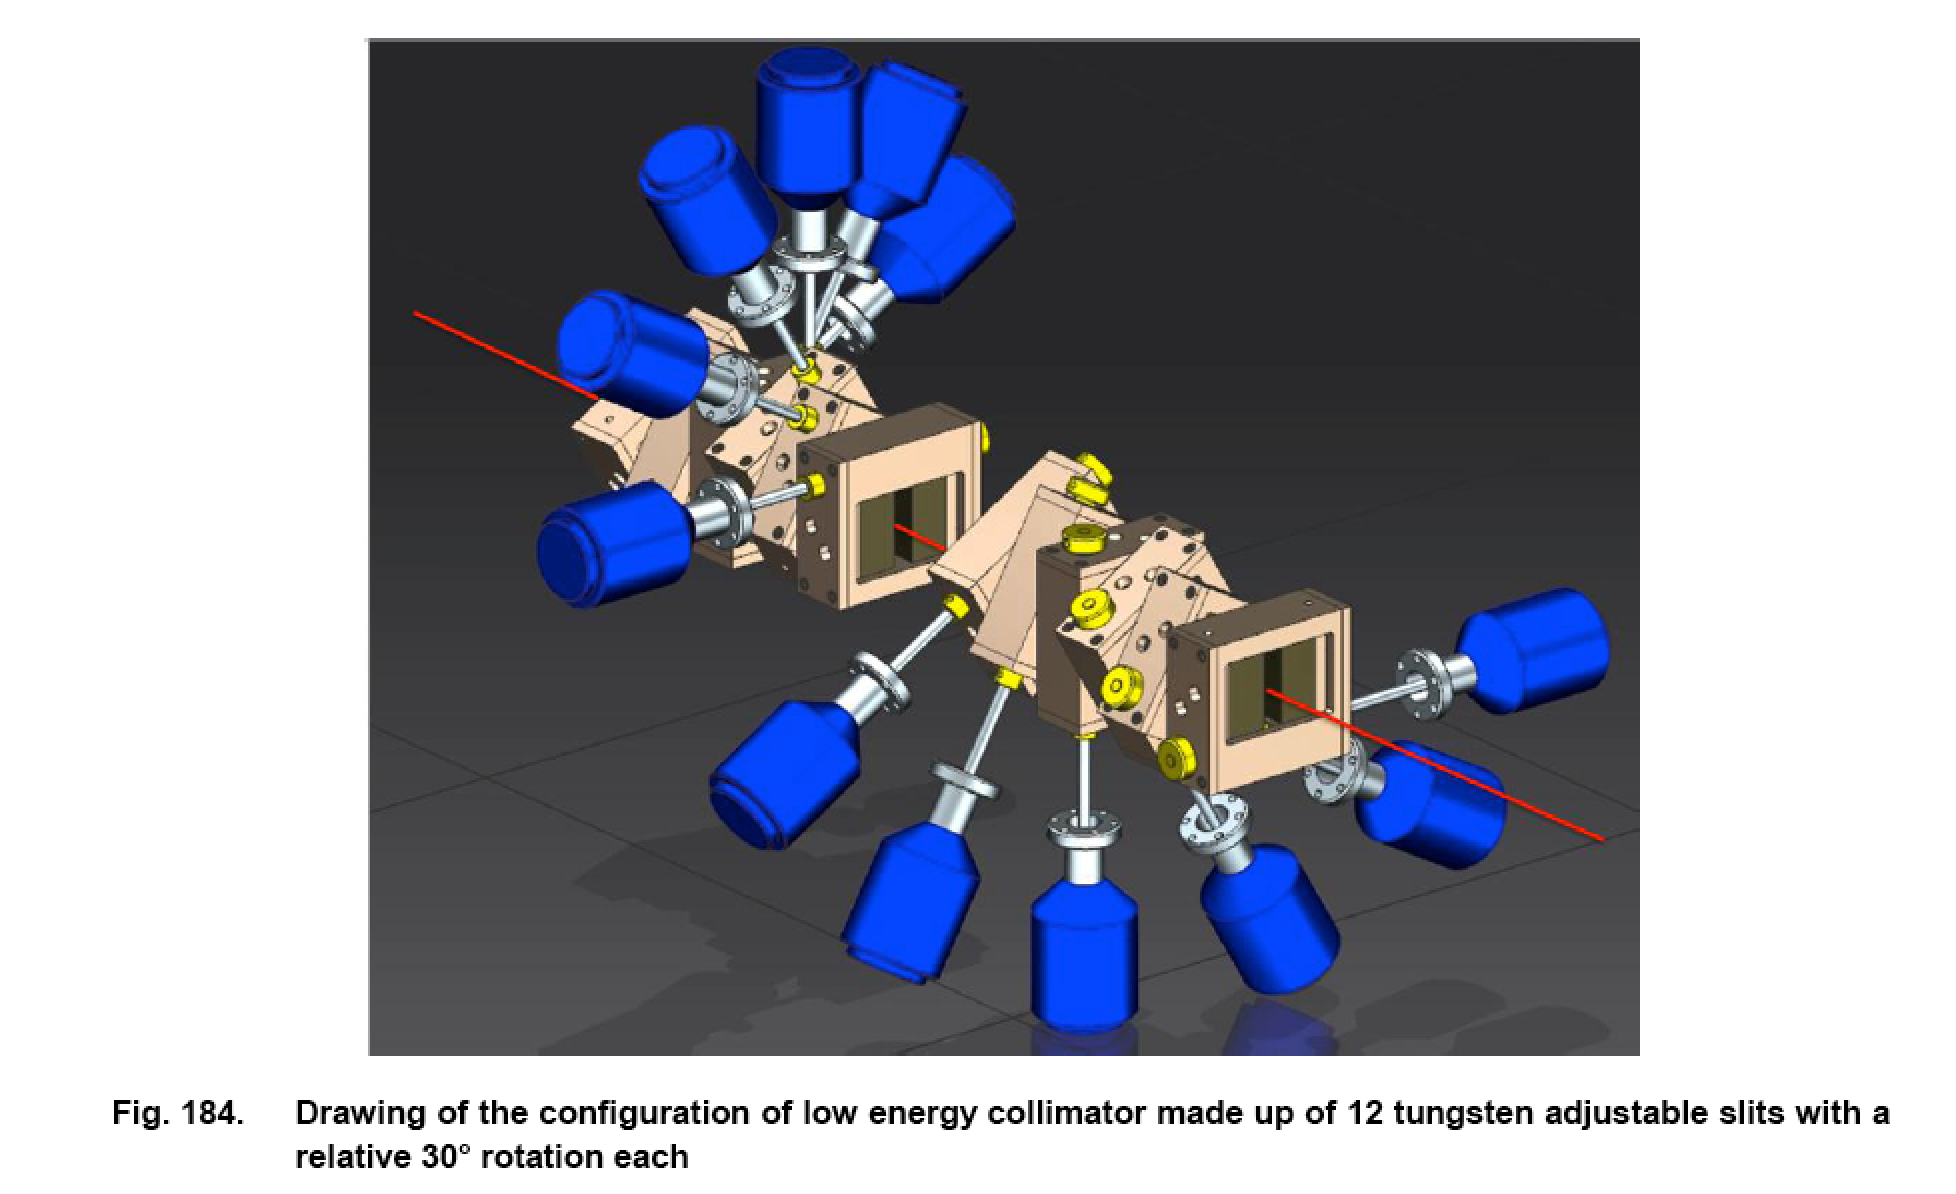 Fig. 184. Drawing of the configuration of low energy collimator made up of 12 tungsten adjustable slits with a
relative 30° rotation each